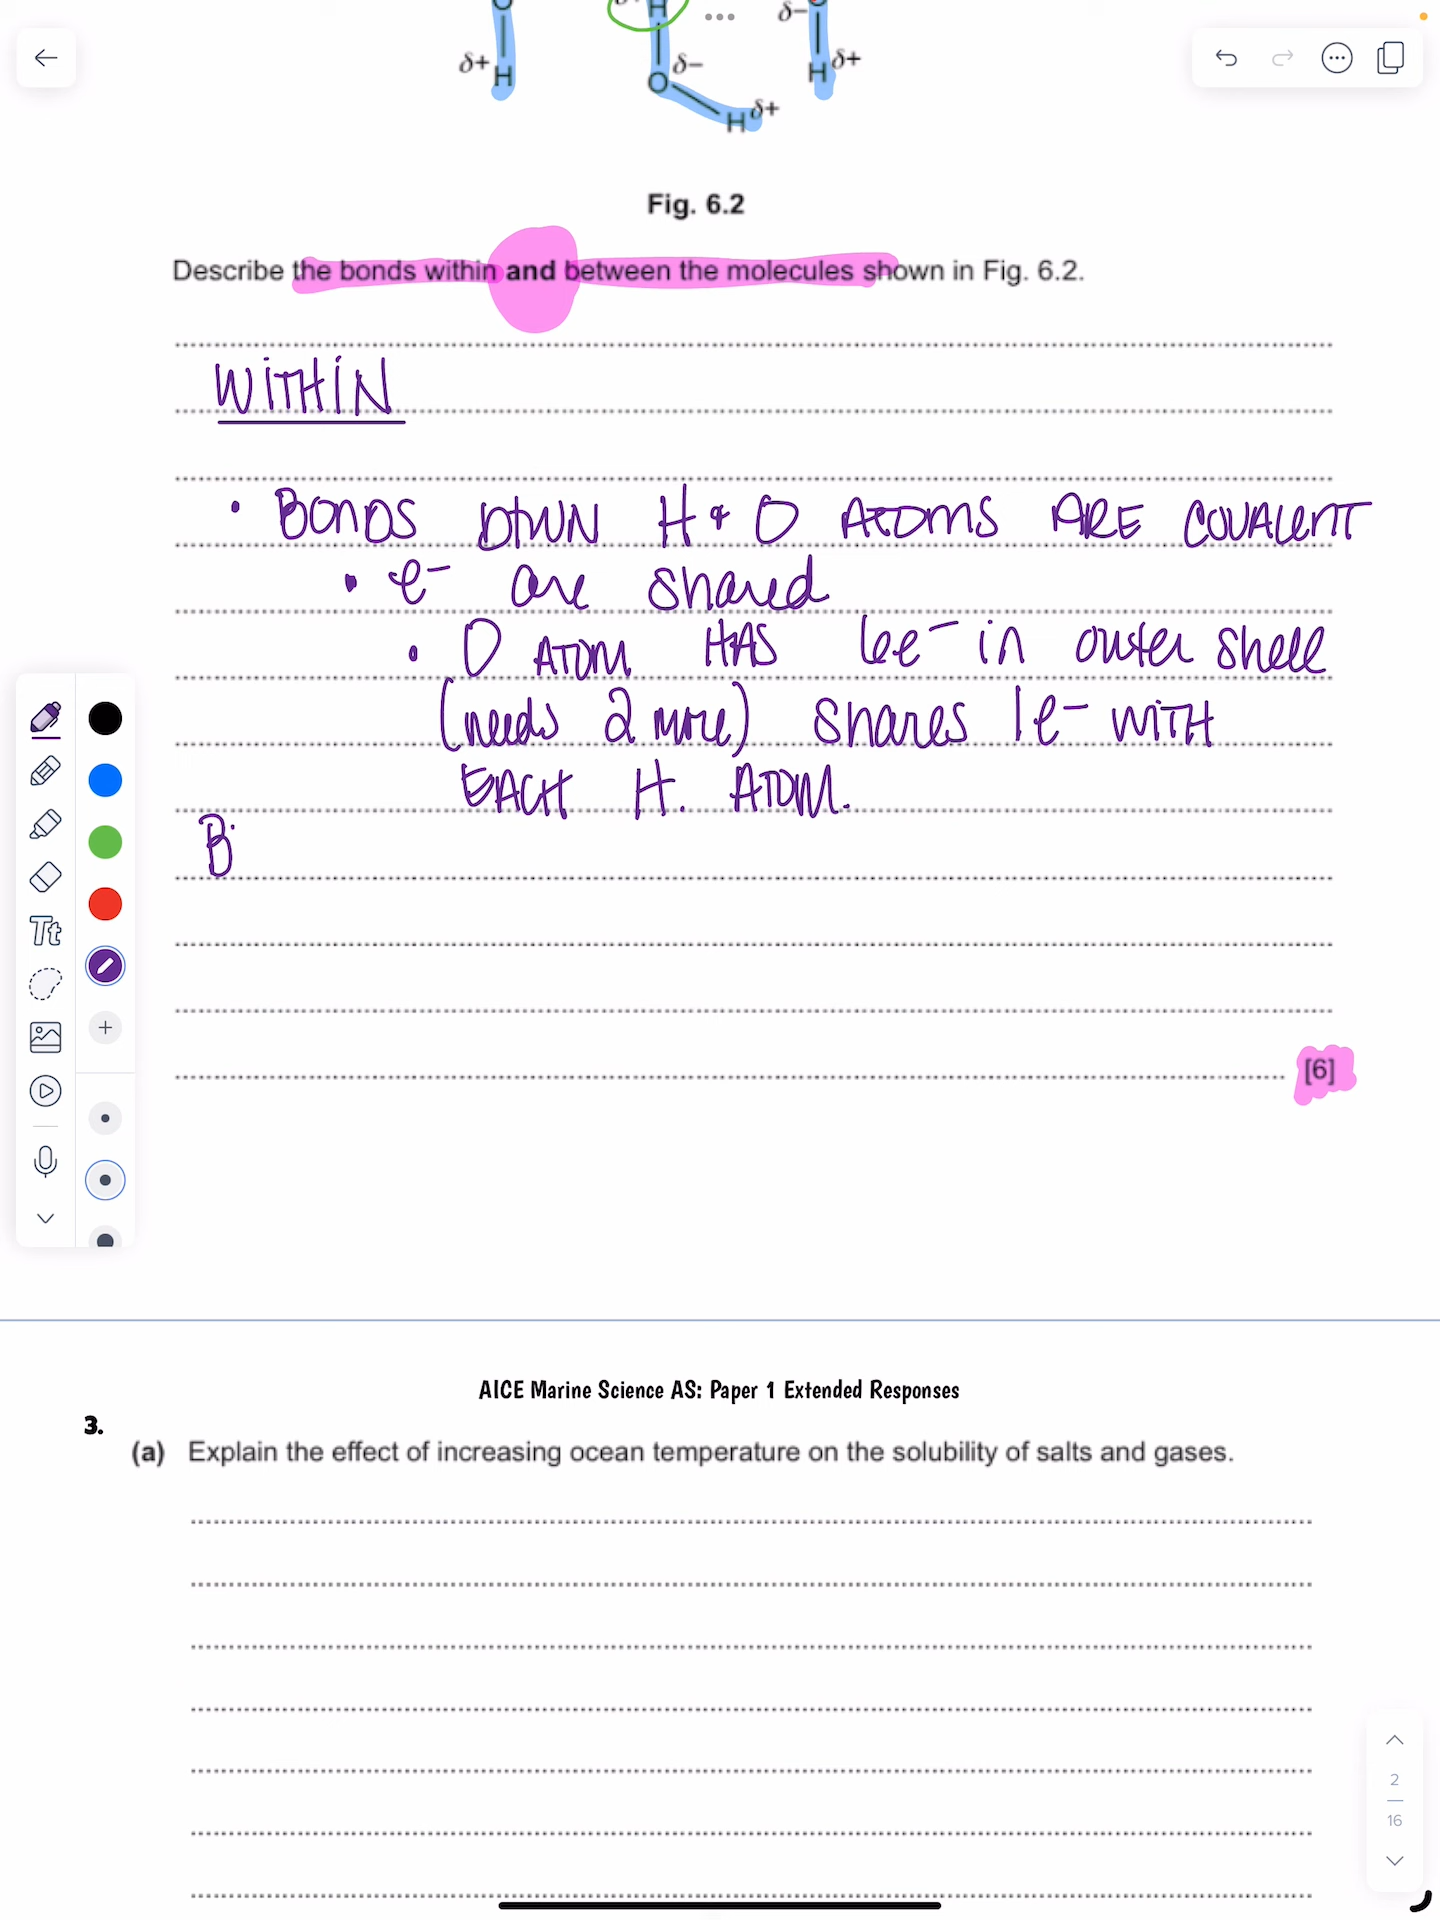 O O
δ+ H δ−
δ+ H O δ− H δ+
H δ+
Fig. 6.2
Describe the bonds within and between the molecules shown in Fig. 6.2.
WiTHiN
• BONDS btwn H & O ATOMS ARE COVALENT
• e− are shared
• O ATOM HAS 6e− in outer shell
(needs 2 more) shares 1e− WiTH
EACH H. ATOM.
B
[6]
AICE Marine Science AS: Paper 1 Extended Responses
3.
(a) Explain the effect of increasing ocean temperature on the solubility of salts and gases.
Tt
2
16